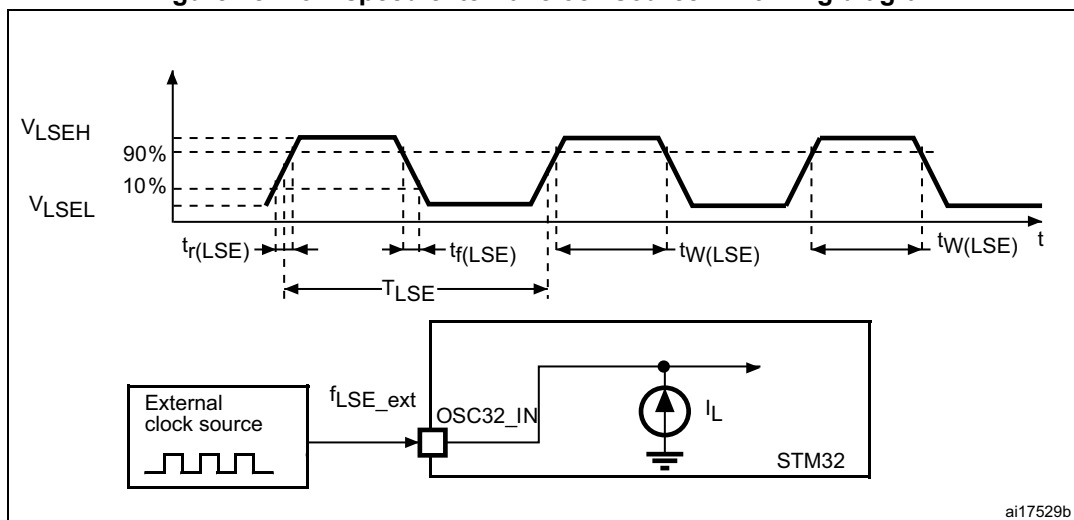 VLSEH
90%
10%
VLSEL
tr(LSE)
tf(LSE)
tW(LSE)
tW(LSE)
t
TLSE
External
clock source
fLSE_ext
OSC32_IN
IL
STM32
ai17529b